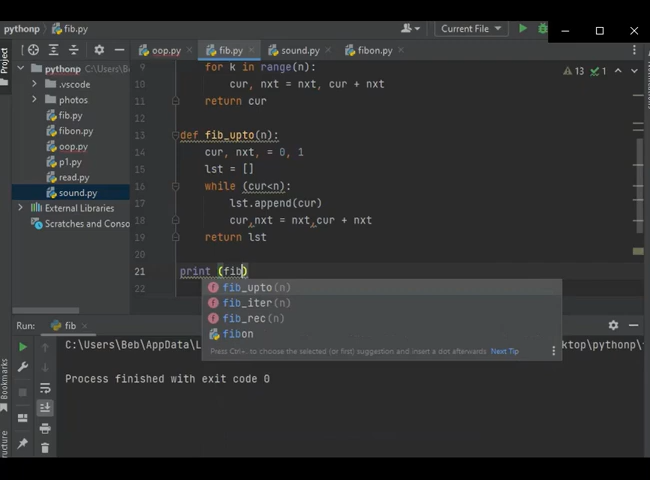 pythonp fib.py Current File
Project pythonp C:\Users oop.py fib.py sound.py fibon.py
.vscode
photos
fib.py
fibon.py
oop.py
p1.py
read.py
sound.py
External Libraries
Scratches and Conso
13 1
9 for k in range(n):
10 cur, nxt = nxt, cur + nxt
11 return cur
12
13 def fib_upto(n):
14 cur, nxt, = 0, 1
15 lst = []
16 while (cur<n):
17 lst.append(cur)
18 cur,nxt = nxt,cur + nxt
19 return lst
21 print (fib)
22
fib_upto(n)
fib_iter(n)
fib_rec(n)
fibon
Press Ctrl+. to choose the selected (or first) suggestion and insert a dot afterwards Next Tip
Run: fib
C:\Users\Beb\AppData\L ktop\pythonp\
Process finished with exit code 0
Bookmarks
ructure